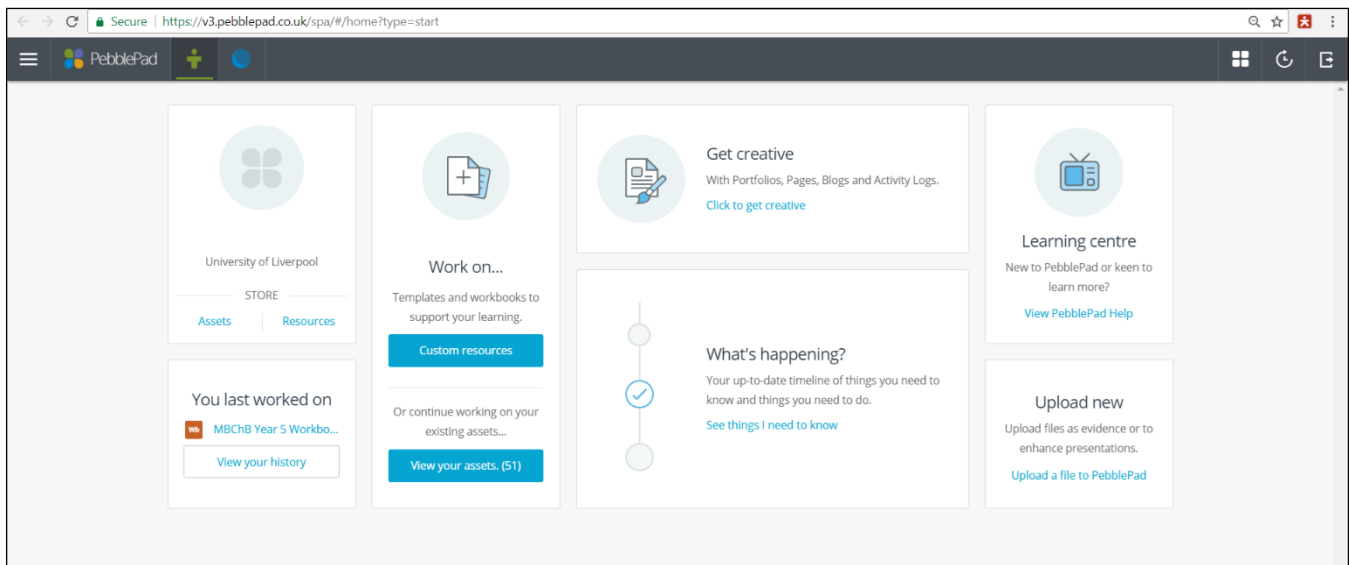 Secure | https://v3.pebblepad.co.uk/spa/#/home?type=start
PebblePad
University of Liverpool
STORE
Assets
Resources
You last worked on
Wb MBChB Year 5 Workbo...
View your history
Work on...
Templates and workbooks to
support your learning.
Custom resources
Or continue working on your
existing assets...
View your assets. (51)
Get creative
With Portfolios, Pages, Blogs and Activity Logs.
Click to get creative
What's happening?
Your up-to-date timeline of things you need to
know and things you need to do.
See things I need to know
Learning centre
New to PebblePad or keen to
learn more?
View PebblePad Help
Upload new
Upload files as evidence or to
enhance presentations.
Upload a file to PebblePad